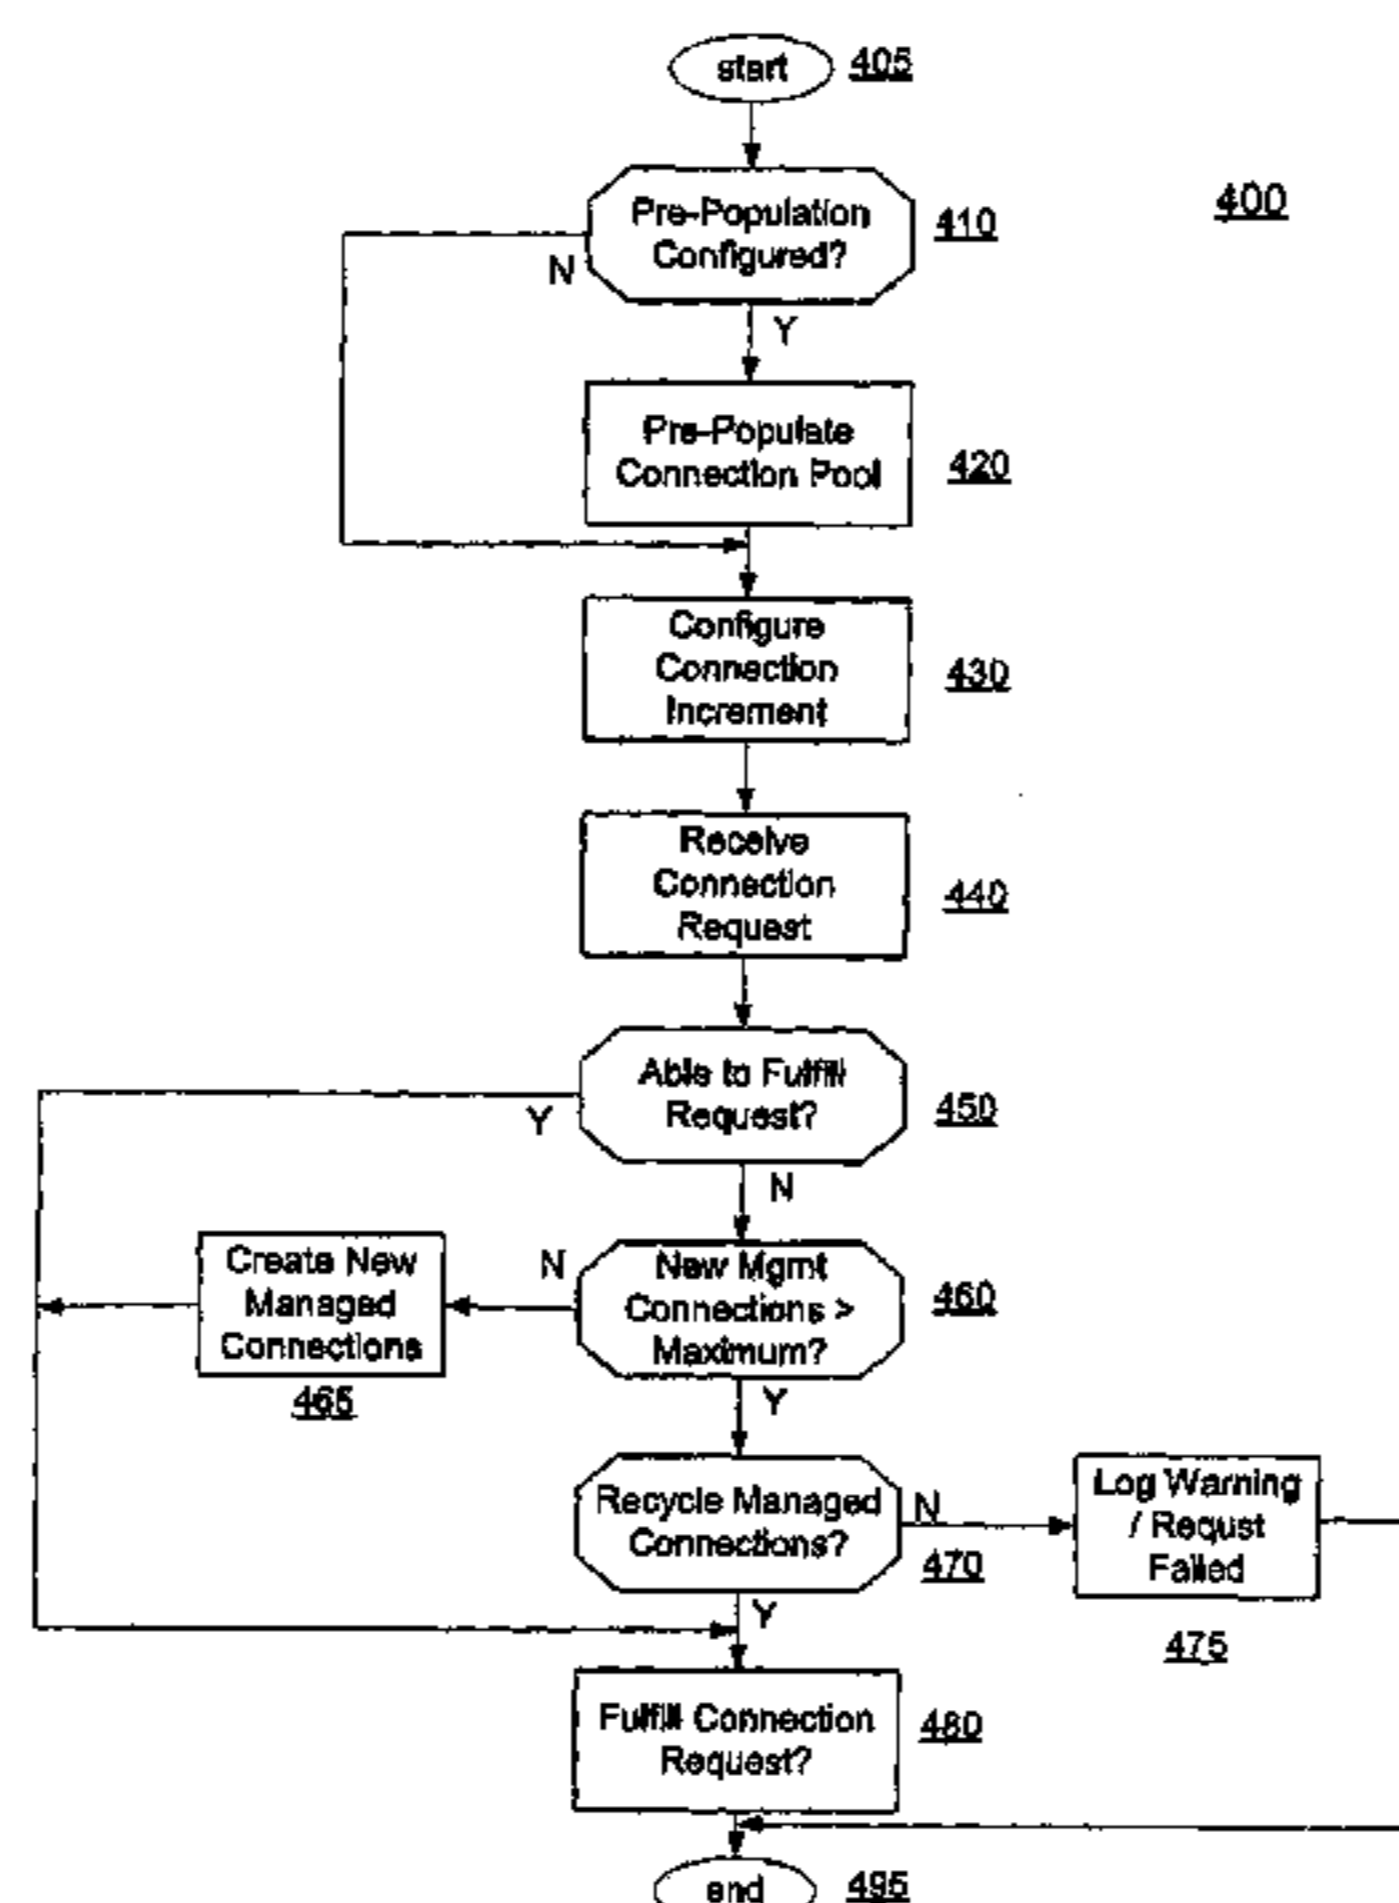 start 405
400
Pre-Population
Configured?
410
N
Y
Pre-Populate
Connection Pool
420
Configure
Connection
Increment
430
Receive
Connection
Request
440
Able to Fulfill
Request?
450
Y
N
Create New
Managed
Connections
465
N
New Mgmt
Connections >
Maximum?
460
Y
Recycle Managed
Connections?
470
N
Log Warning
/ Requst
Failed
475
Y
Fulfill Connection
Request?
480
end 495